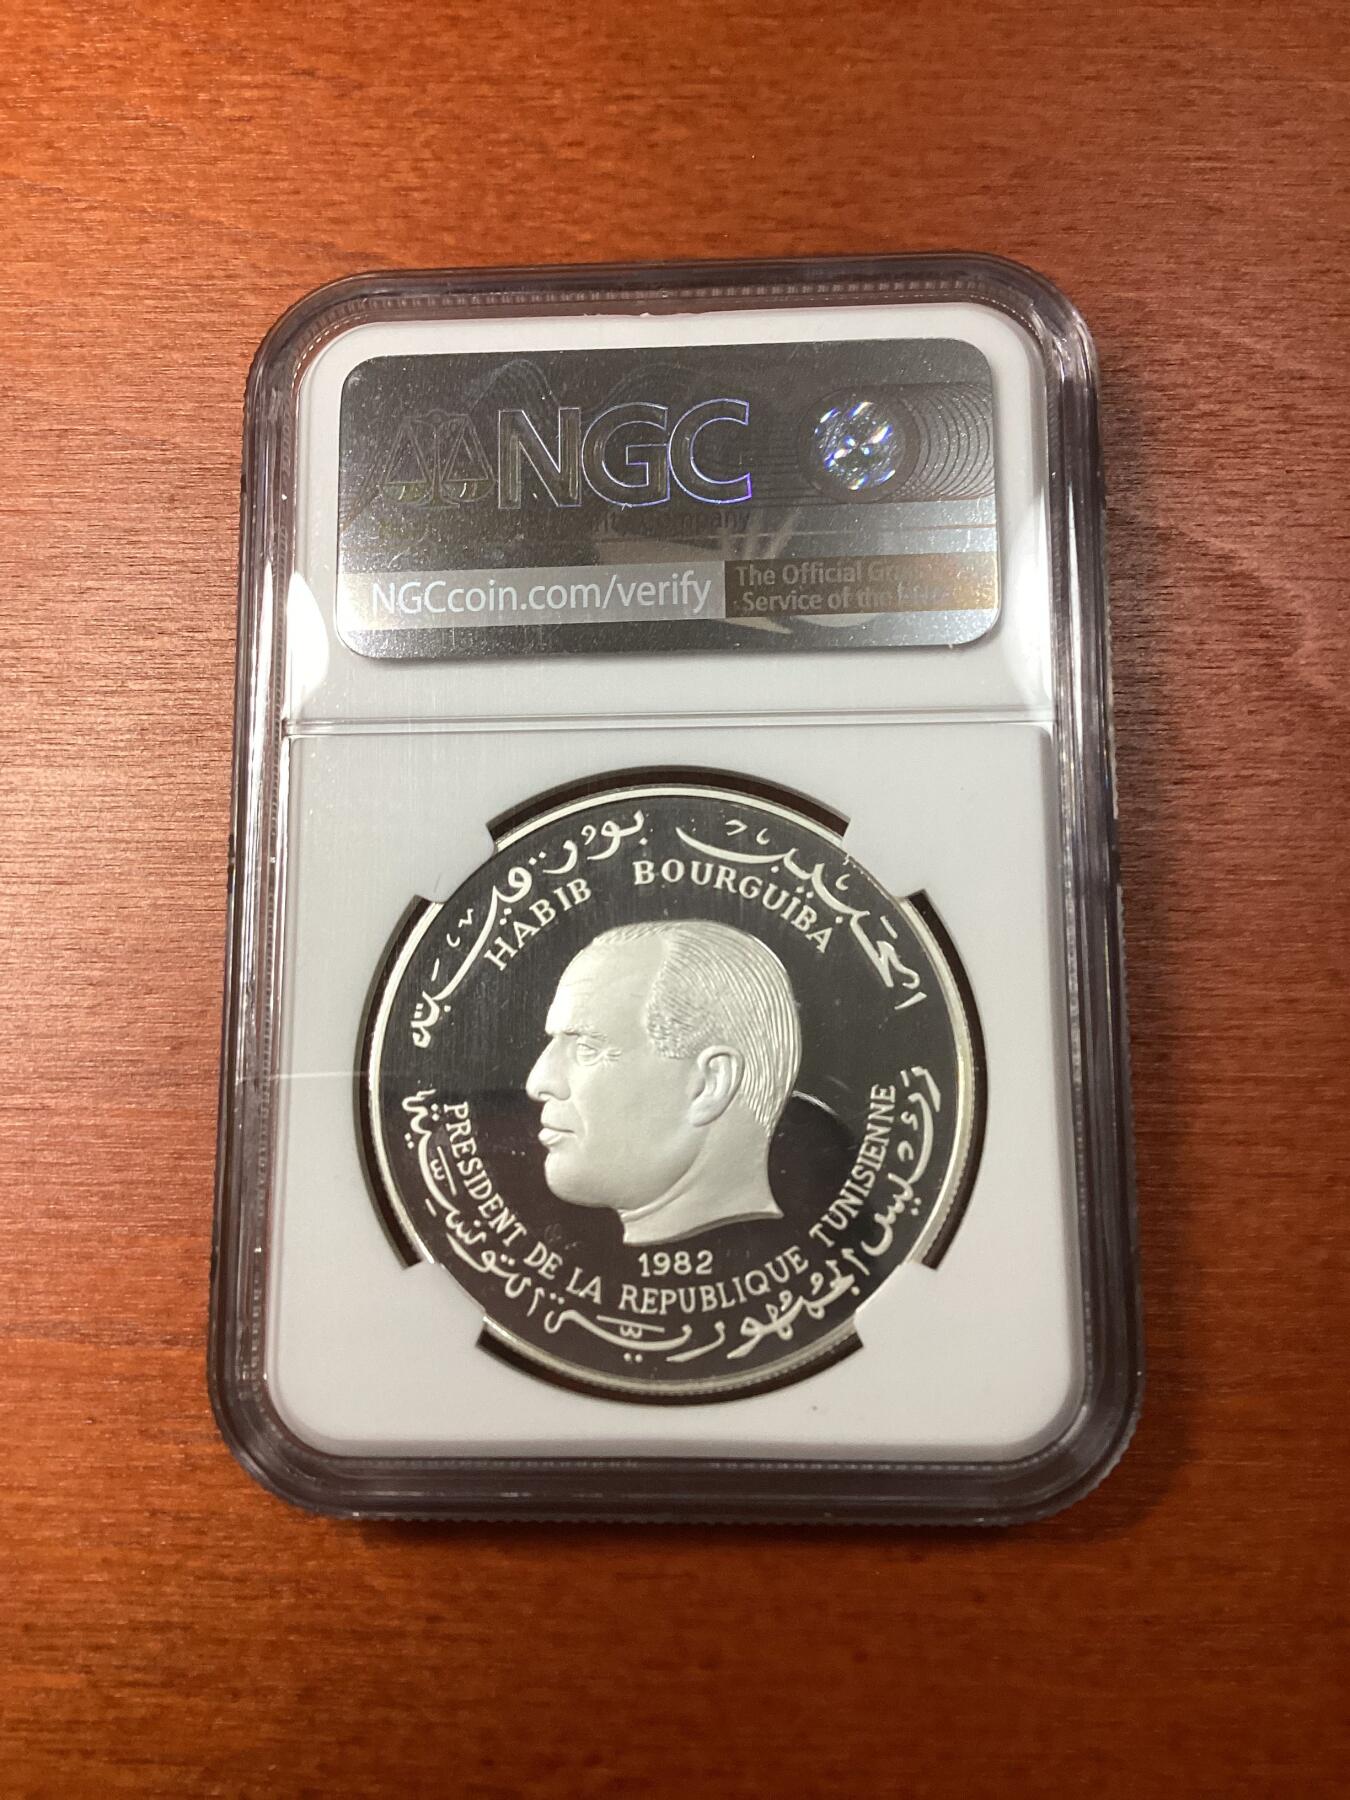 NGC
Company
NGCcoin.com/verify
The Official Gr
Service of the
الحبيب بورقيبة
HABIB BOURGUIBA
1982
PRESIDENT DE LA REPUBLIQUE TUNISIENNE
رئيس الجمهورية التونسية